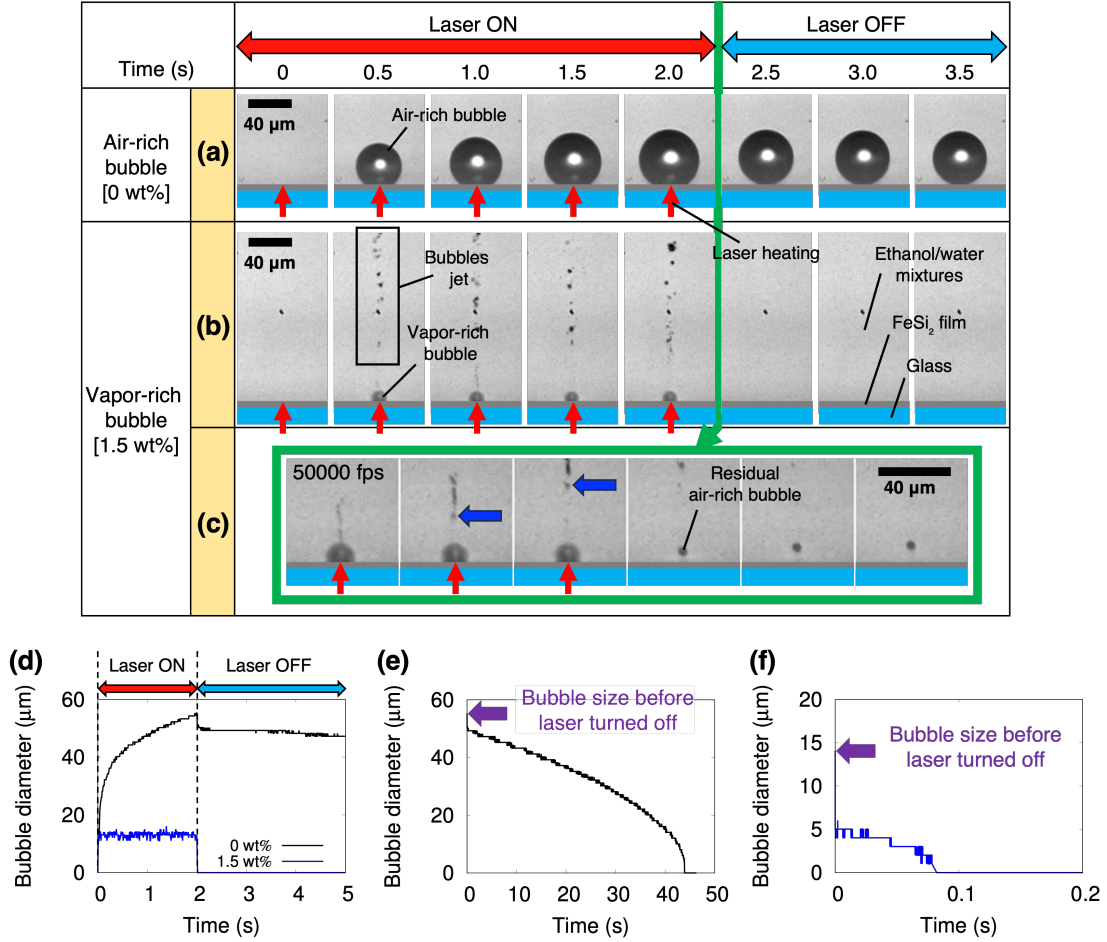 Laser ON
Laser OFF
Time (s)
0
0.5
1.0
1.5
2.0
2.5
3.0
3.5
Air-rich
bubble
[0 wt%]
(a)
40 µm
Air-rich bubble
Laser heating
Vapor-rich
bubble
[1.5 wt%]
(b)
40 µm
Bubbles
jet
Vapor-rich
bubble
Ethanol/water
mixtures
FeSi₂ film
Glass
(c)
50000 fps
Residual
air-rich bubble
40 µm
(d)
Laser ON
Laser OFF
Bubble diameter (µm)
60
40
20
0
0 wt%
1.5 wt%
0 1 2 3 4 5
Time (s)
(e)
Bubble size before
laser turned off
Bubble diameter (µm)
60
40
20
0
0 10 20 30 40 50
Time (s)
(f)
Bubble size before
laser turned off
Bubble diameter (µm)
20
15
10
5
0
0 0.1 0.2
Time (s)